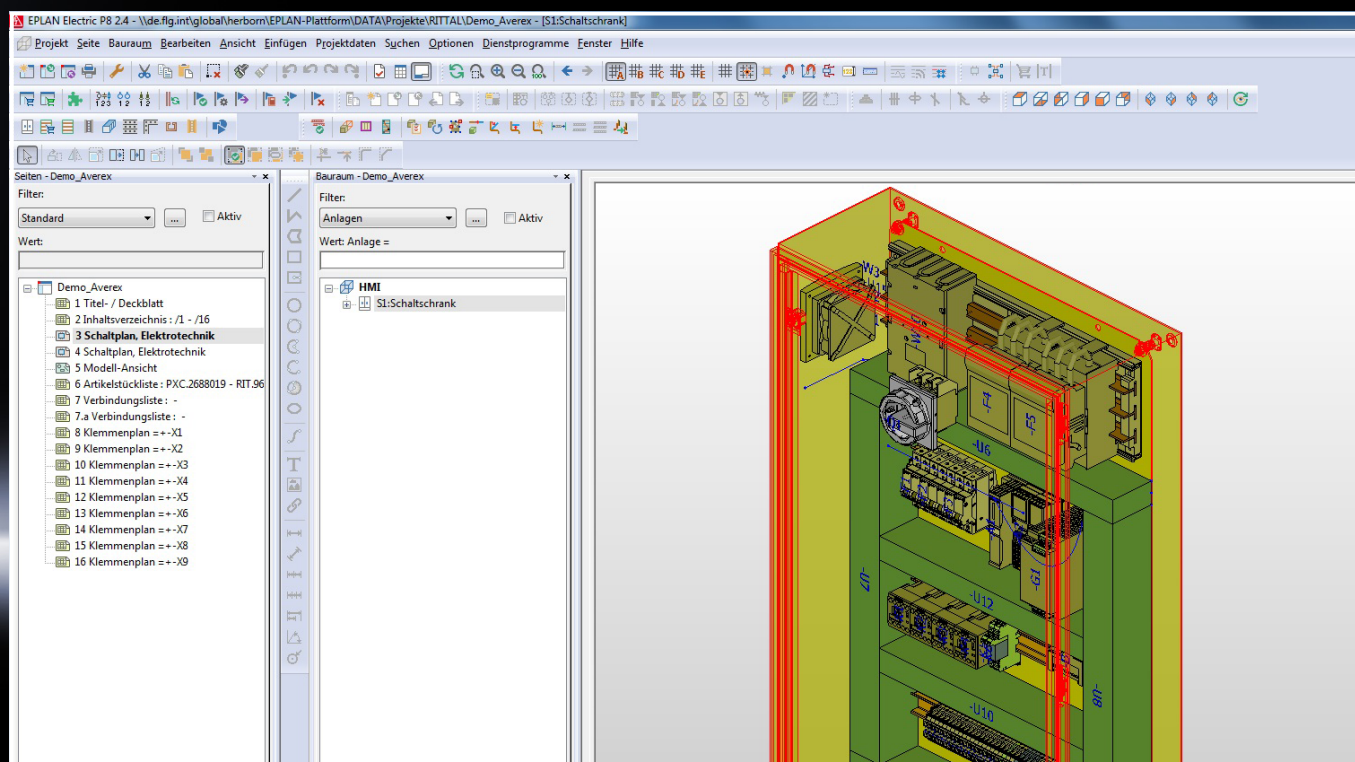 EPLAN Electric P8 2.4 - \\de.flg.int\global\herborn\EPLAN-Plattform\DATA\Projekte\RITTAL\Demo_Averex - [S1:Schaltschrank]
Projekt Seite Bauraum Bearbeiten Ansicht Einfügen Projektdaten Suchen Optionen Dienstprogramme Fenster Hilfe
Seiten - Demo_Averex
Filter:
Standard
...
Aktiv
Wert:
Demo_Averex
1 Titel- / Deckblatt
2 Inhaltsverzeichnis : /1 - /16
3 Schaltplan, Elektrotechnik
4 Schaltplan, Elektrotechnik
5 Modell-Ansicht
6 Artikelstückliste : PXC.2688019 - RIT.96
7 Verbindungsliste : -
7.a Verbindungsliste : -
8 Klemmenplan =+-X1
9 Klemmenplan =+-X2
10 Klemmenplan =+-X3
11 Klemmenplan =+-X4
12 Klemmenplan =+-X5
13 Klemmenplan =+-X6
14 Klemmenplan =+-X7
15 Klemmenplan =+-X8
16 Klemmenplan =+-X9
Bauraum - Demo_Averex
Filter:
Anlagen
...
Aktiv
Wert: Anlage =
HMI
S1:Schaltschrank
W3
-U6
-U7
-G1
-U12
-U8
-U10